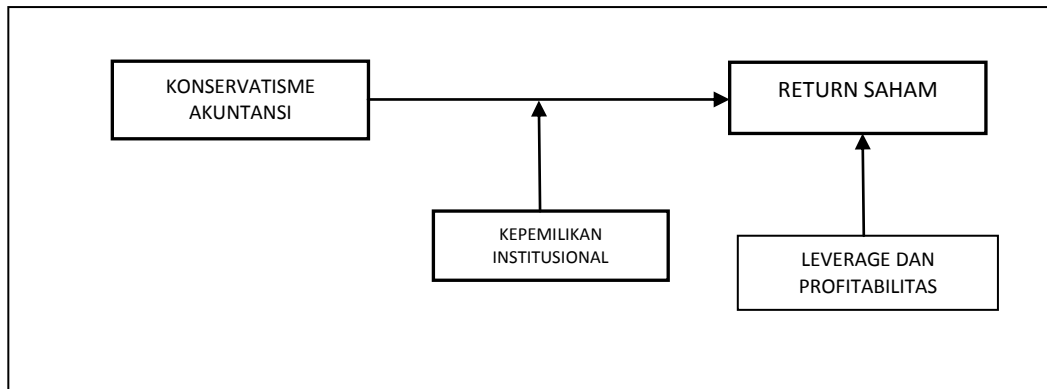 KONSERVATISME
AKUNTANSI
RETURN SAHAM
KEPEMILIKAN
INSTITUSIONAL
LEVERAGE DAN
PROFITABILITAS